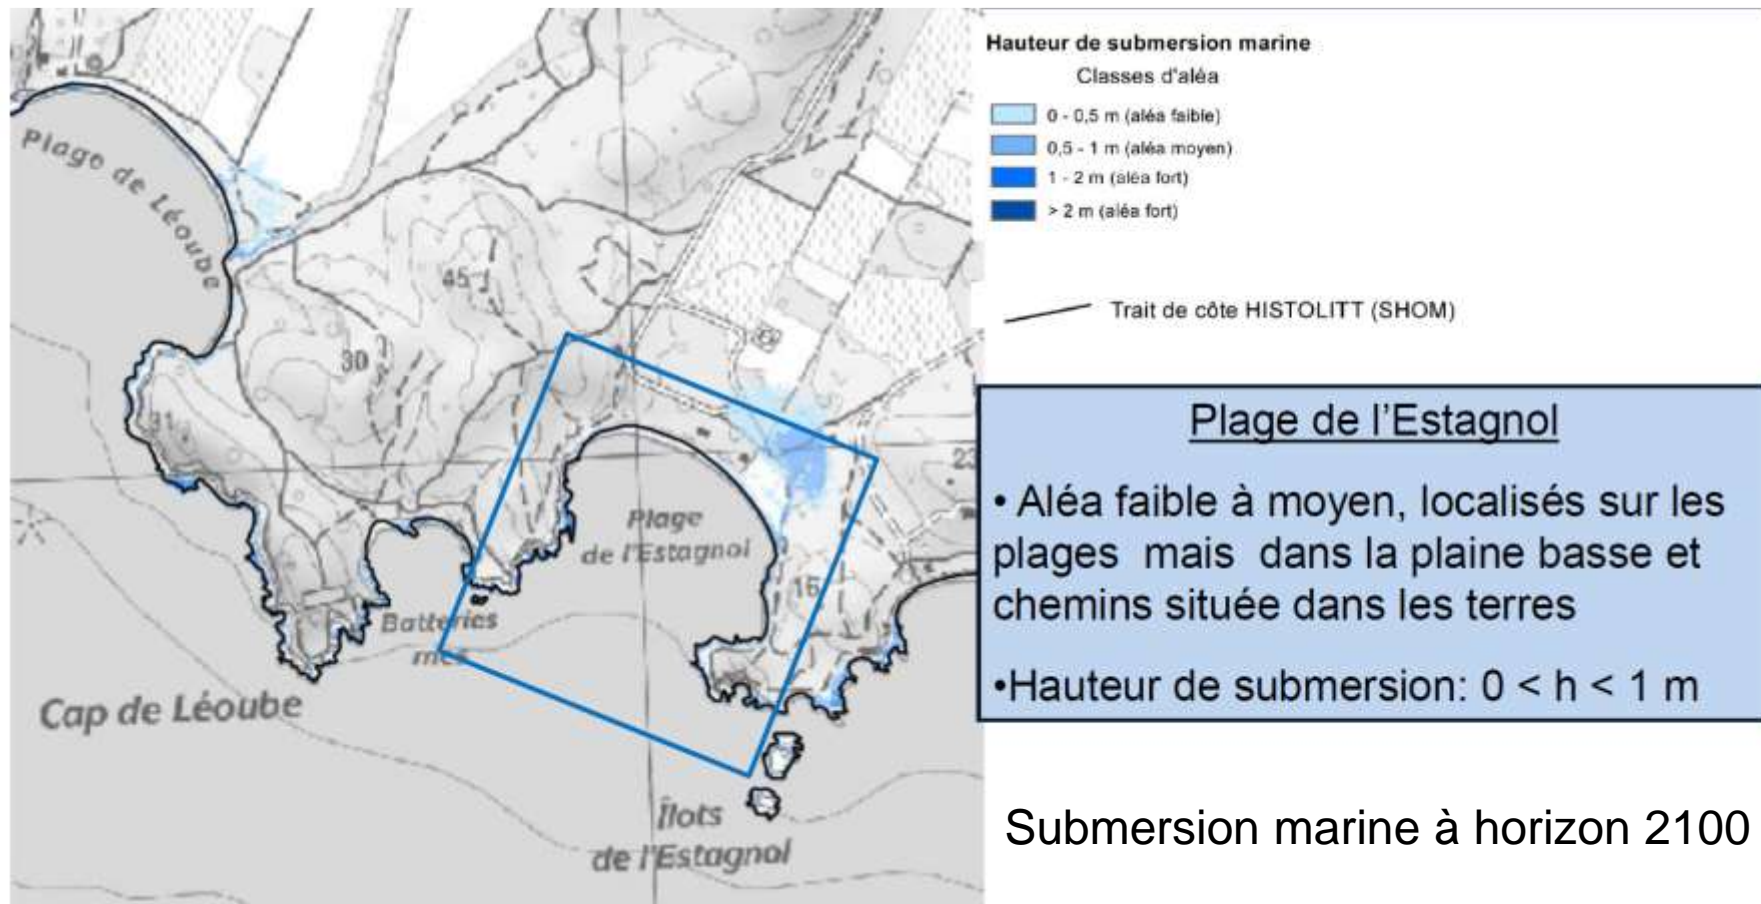 Hauteur de submersion marine
Classes d'aléa
0 - 0,5 m (aléa faible)
0,5 - 1 m (aléa moyen)
1 - 2 m (aléa fort)
> 2 m (aléa fort)
Trait de côte HISTOLITT (SHOM)
Plage de Léoube
45
30
31
23
Plage
de l'Estagnol
15
Batteries
Cap de Léoube
Îlots
de l'Estagnol
Plage de l'Estagnol
• Aléa faible à moyen, localisés sur les
plages mais dans la plaine basse et
chemins située dans les terres
•Hauteur de submersion: 0 < h < 1 m
Submersion marine à horizon 2100